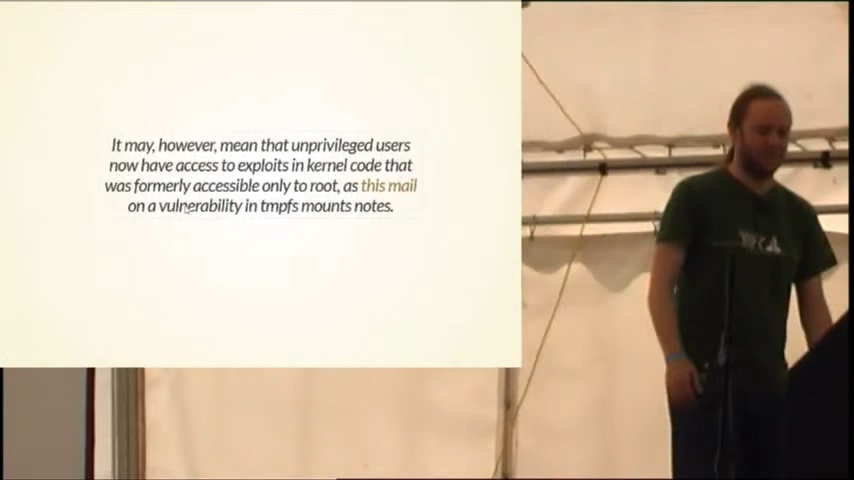 It may, however, mean that unprivileged users
now have access to exploits in kernel code that
was formerly accessible only to root, as this mail
on a vulnerability in tmpfs mounts notes.